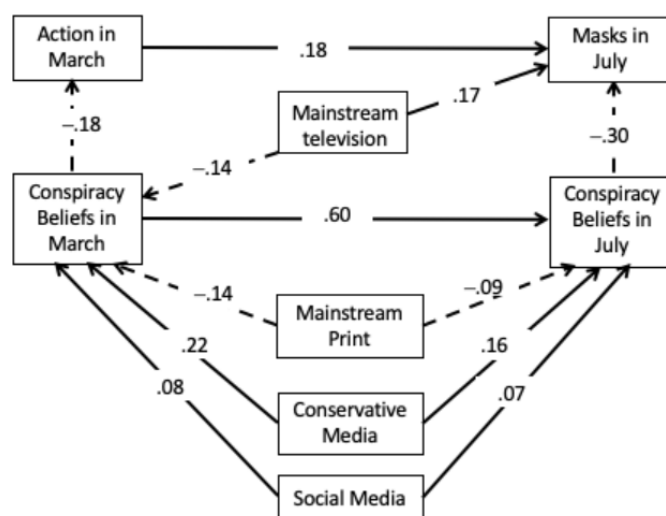 Action in
March
.18
Masks in
July
–.18
Mainstream
television
.17
–.14
–.30
Conspiracy
Beliefs in
March
.60
Conspiracy
Beliefs in
July
–.14
Mainstream
Print
–.09
.22
.16
.08
Conservative
Media
.07
Social Media